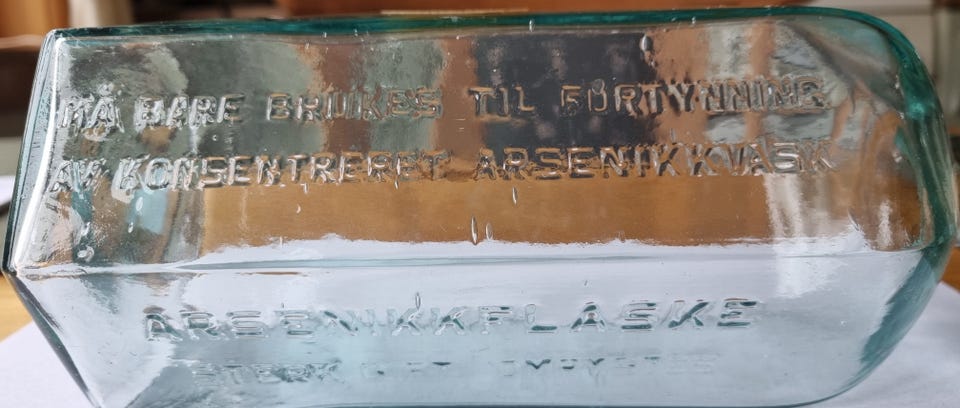 MÅ BARE BRUKES TIL FORTYNNING
AV KONSENTRERET ARSENIKKVASK
ARSENIKKFLASKE
STERK